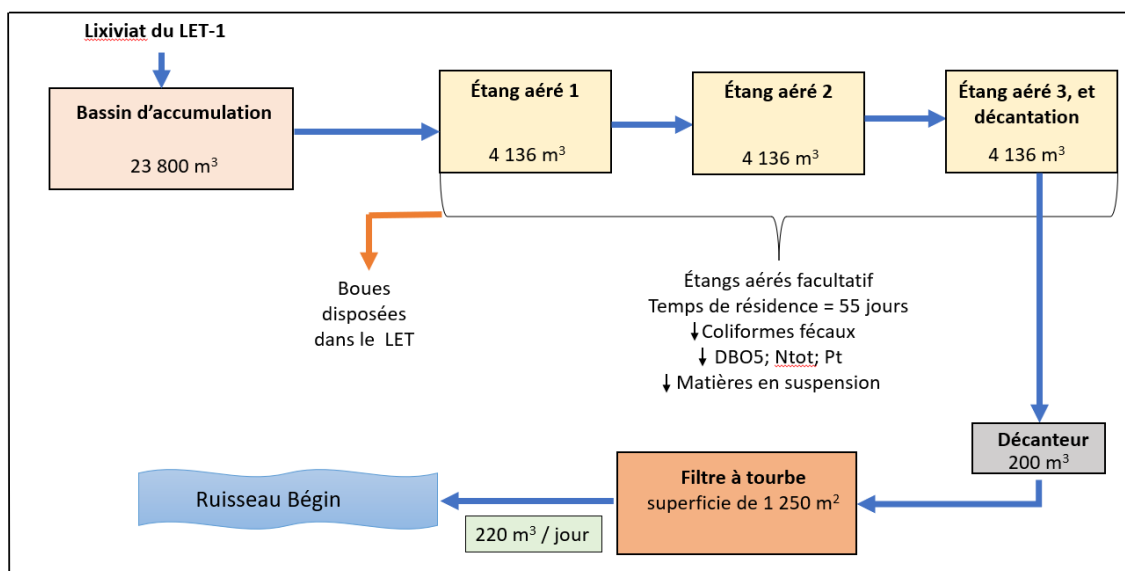 Lixiviat du LET-1
Bassin d'accumulation
23 800 m³
Étang aéré 1
4 136 m³
Étang aéré 2
4 136 m³
Étang aéré 3, et
décantation
4 136 m³
Boues
disposées
dans le LET
Étangs aérés facultatif
Temps de résidence = 55 jours
↓ Coliformes fécaux
↓ DBO5; Ntot; Pt
↓ Matières en suspension
Décanteur
200 m³
Filtre à tourbe
superficie de 1 250 m²
220 m³ / jour
Ruisseau Bégin